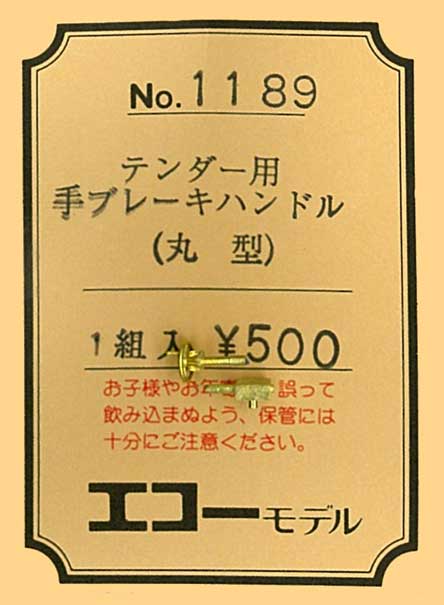 No.1189
テンダー用
手ブレーキハンドル
(丸 型)
1組入 ¥500
お子様やお年 誤って
飲み込まぬよう、保管には
十分にご注意ください。
エコーモデル